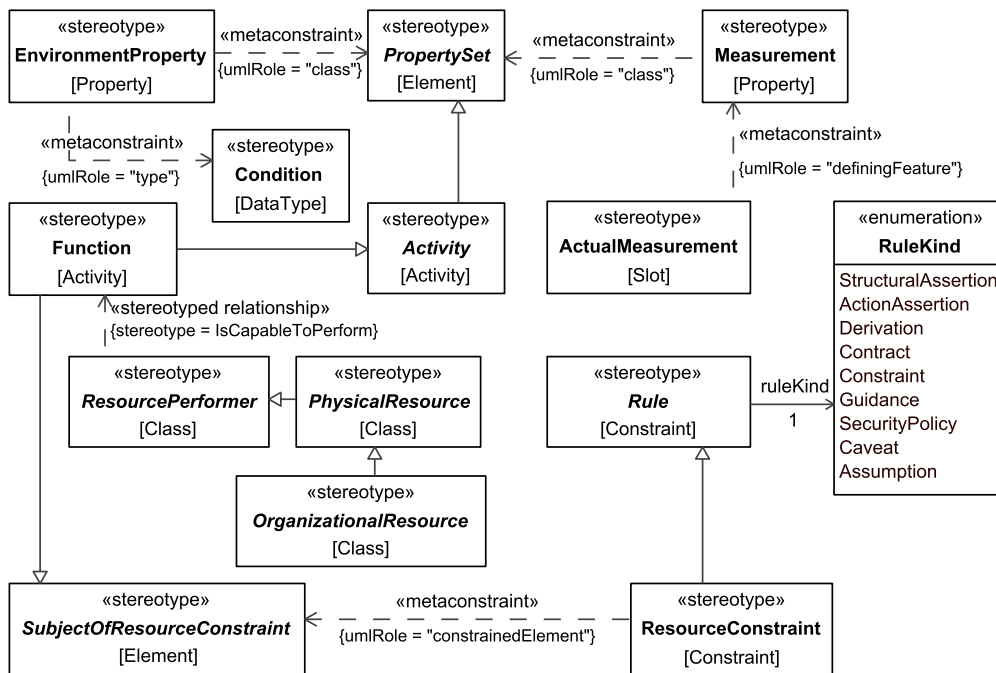 «stereotype»
EnvironmentProperty
[Property]
«metaconstraint»
{umlRole = "class"}
«stereotype»
PropertySet
[Element]
«metaconstraint»
{umlRole = "class"}
«stereotype»
Measurement
[Property]
«metaconstraint»
{umlRole = "type"}
«stereotype»
Condition
[DataType]
«metaconstraint»
{umlRole = "definingFeature"}
«stereotype»
Function
[Activity]
«stereotype»
Activity
[Activity]
«stereotype»
ActualMeasurement
[Slot]
«enumeration»
RuleKind
StructuralAssertion
ActionAssertion
Derivation
Contract
Constraint
Guidance
SecurityPolicy
Caveat
Assumption
«stereotyped relationship»
{stereotype = IsCapableToPerform}
«stereotype»
ResourcePerformer
[Class]
«stereotype»
PhysicalResource
[Class]
«stereotype»
Rule
[Constraint]
ruleKind
1
«stereotype»
OrganizationalResource
[Class]
«stereotype»
SubjectOfResourceConstraint
[Element]
«metaconstraint»
{umlRole = "constrainedElement"}
«stereotype»
ResourceConstraint
[Constraint]